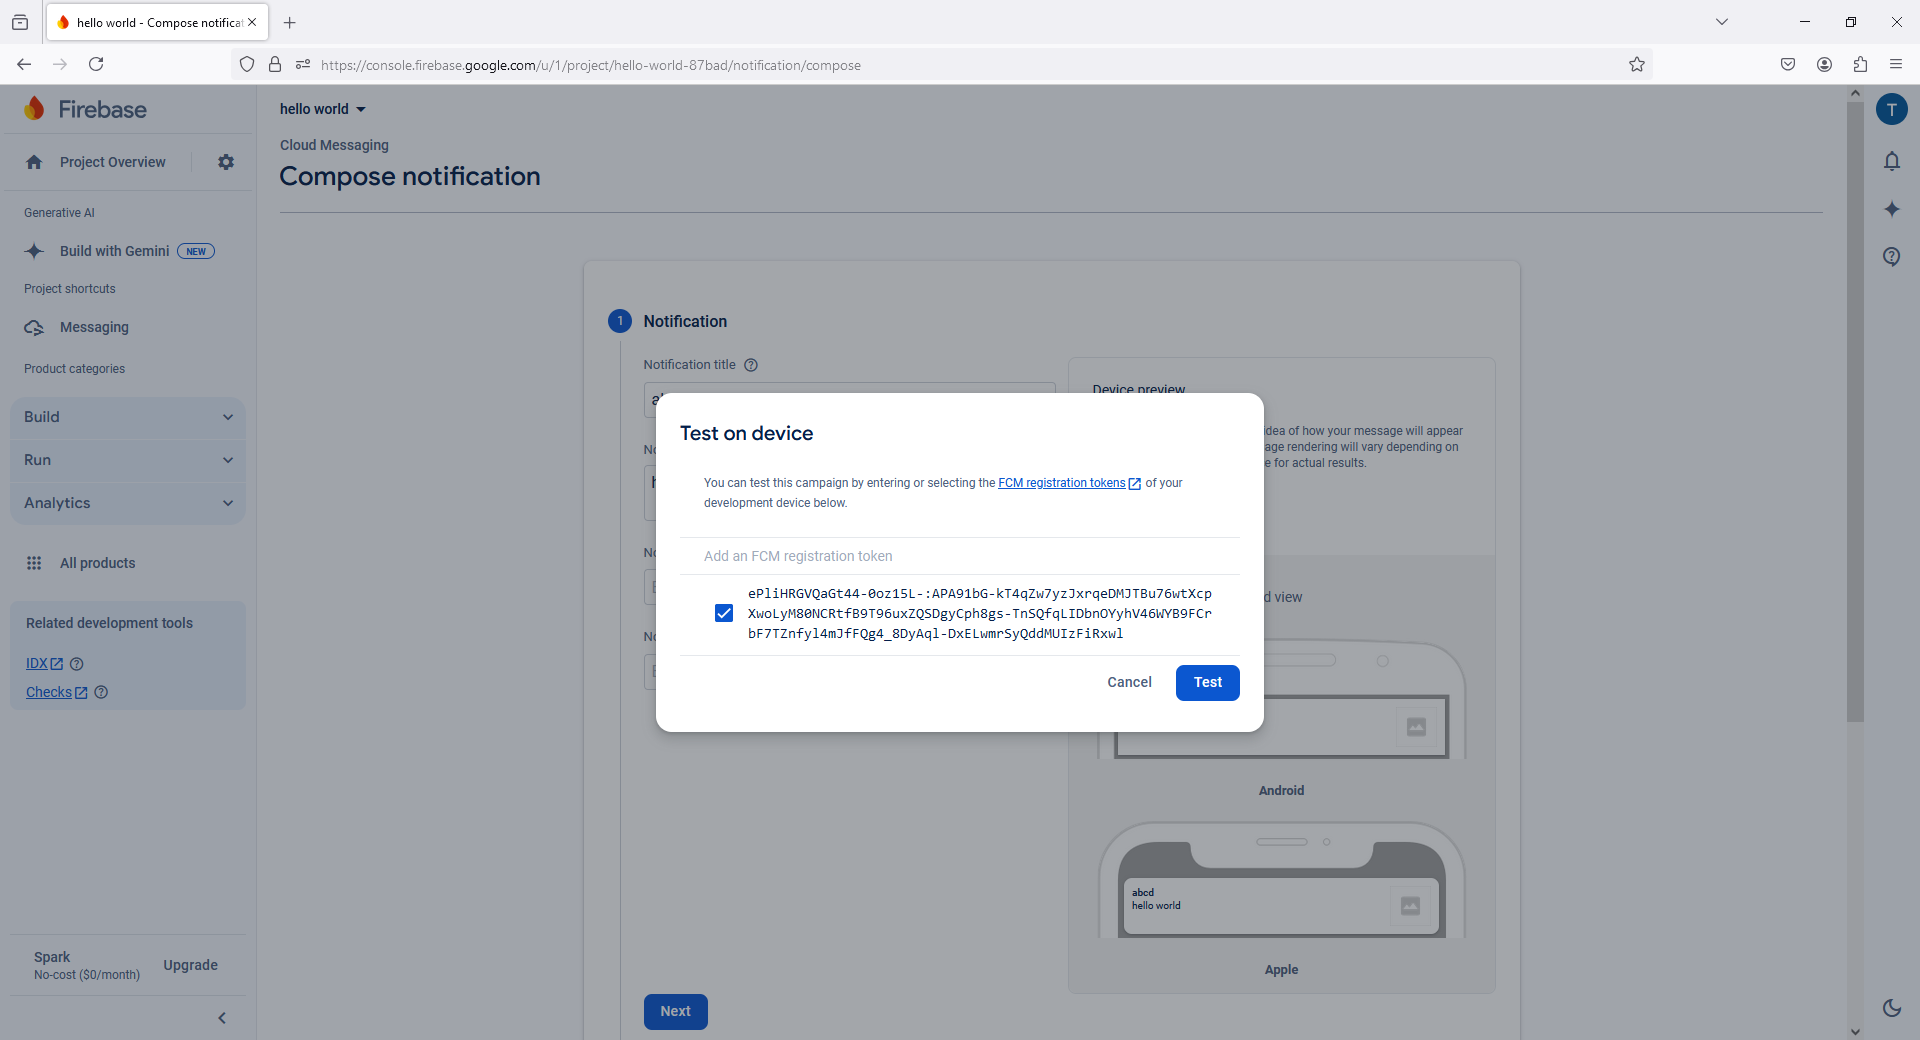 hello world - Compose notificat
https://console.firebase.google.com/u/1/project/hello-world-87bad/notification/compose
Firebase
Project Overview
Generative AI
Build with Gemini NEW
Project shortcuts
Messaging
Product categories
Build
Run
Analytics
All products
Related development tools
IDX
Checks
Spark
No-cost ($0/month)
Upgrade
hello world
T
Cloud Messaging
Compose notification
1 Notification
Notification title
Device preview
idea of how your message will appear
age rendering will vary depending on
e for actual results.
d view
Test on device
You can test this campaign by entering or selecting the FCM registration tokens of your
development device below.
Add an FCM registration token
ePliHRGVQaGt44-0oz15L-:APA91bG-kT4qZw7yzJxrqeDMJTBu76wtXcp
XwoLyM80NCRtfB9T96uxZQSDgyCph8gs-TnSQfqLIDbnOYyhV46WYB9FCr
bF7TZnfyl4mJfFQg4_8DyAql-DxELwmrSyQddMUIzFiRxwl
Cancel
Test
Android
abcd
hello world
Apple
Next